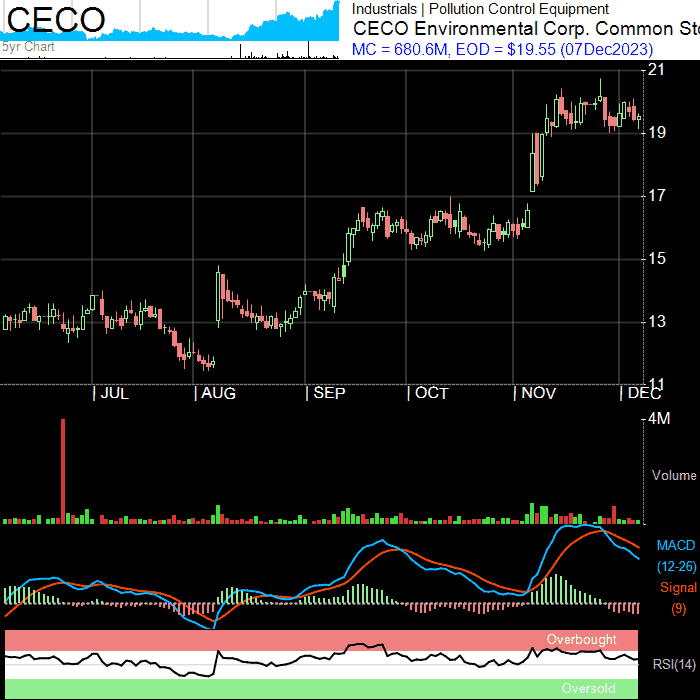 CECO
5yr Chart
Industrials | Pollution Control Equipment
CECO Environmental Corp. Common Sto
MC = 680.6M, EOD = $19.55 (07Dec2023)
21
19
17
15
13
11
| JUL | AUG | SEP | OCT | NOV | DEC
4M
Volume
MACD
(12-26)
Signal
(9)
Overbought
RSI(14)
Oversold